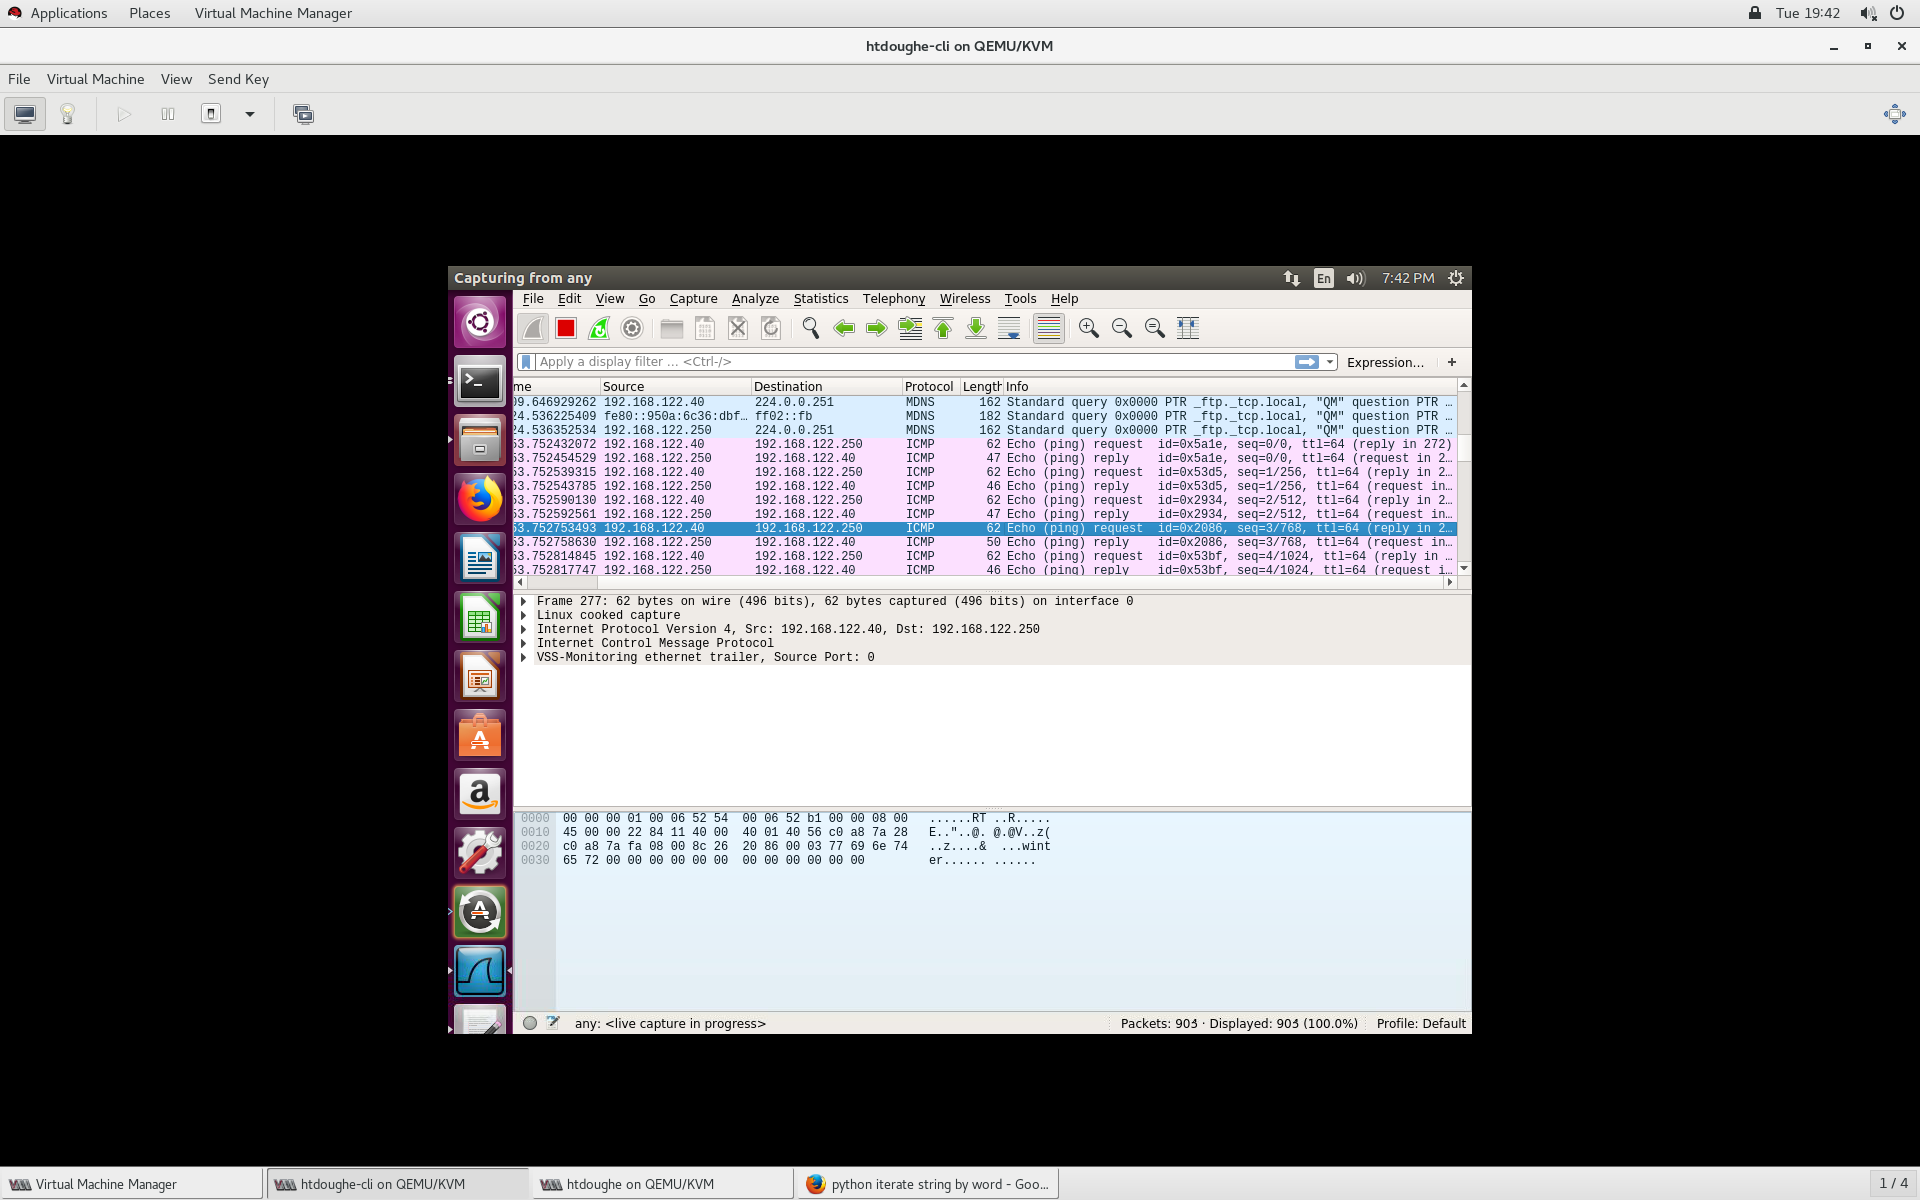 Applications Places Virtual Machine Manager Tue 19:42
htdoughe-cli on QEMU/KVM
File Virtual Machine View Send Key
Capturing from any En 7:42 PM
File Edit View Go Capture Analyze Statistics Telephony Wireless Tools Help
Apply a display filter ... <Ctrl-/> Expression... +
me Source Destination Protocol Length Info
09.646929262 192.168.122.40 224.0.0.251 MDNS 162 Standard query 0x0000 PTR _ftp._tcp.local, "QM" question PTR …
24.536225409 fe80::950a:6c36:dbf… ff02::fb MDNS 182 Standard query 0x0000 PTR _ftp._tcp.local, "QM" question PTR …
24.536352534 192.168.122.250 224.0.0.251 MDNS 162 Standard query 0x0000 PTR _ftp._tcp.local, "QM" question PTR …
53.752432072 192.168.122.40 192.168.122.250 ICMP 62 Echo (ping) request id=0x5a1e, seq=0/0, ttl=64 (reply in 272)
53.752454529 192.168.122.250 192.168.122.40 ICMP 47 Echo (ping) reply id=0x5a1e, seq=0/0, ttl=64 (request in 2…
53.752539315 192.168.122.40 192.168.122.250 ICMP 62 Echo (ping) request id=0x53d5, seq=1/256, ttl=64 (reply in 2…
53.752543785 192.168.122.250 192.168.122.40 ICMP 46 Echo (ping) reply id=0x53d5, seq=1/256, ttl=64 (request in…
53.752590130 192.168.122.40 192.168.122.250 ICMP 62 Echo (ping) request id=0x2934, seq=2/512, ttl=64 (reply in 2…
53.752592561 192.168.122.250 192.168.122.40 ICMP 47 Echo (ping) reply id=0x2934, seq=2/512, ttl=64 (request in…
53.752753493 192.168.122.40 192.168.122.250 ICMP 62 Echo (ping) request id=0x2086, seq=3/768, ttl=64 (reply in 2…
53.752758630 192.168.122.250 192.168.122.40 ICMP 50 Echo (ping) reply id=0x2086, seq=3/768, ttl=64 (request in…
53.752814845 192.168.122.40 192.168.122.250 ICMP 62 Echo (ping) request id=0x53bf, seq=4/1024, ttl=64 (reply in …
53.752817747 192.168.122.250 192.168.122.40 ICMP 46 Echo (ping) reply id=0x53bf, seq=4/1024, ttl=64 (request i…
Frame 277: 62 bytes on wire (496 bits), 62 bytes captured (496 bits) on interface 0
Linux cooked capture
Internet Protocol Version 4, Src: 192.168.122.40, Dst: 192.168.122.250
Internet Control Message Protocol
VSS-Monitoring ethernet trailer, Source Port: 0
0000 00 00 00 01 00 06 52 54 00 06 52 b1 00 00 08 00 ......RT ..R.....
0010 45 00 00 22 84 11 40 00 40 01 40 56 c0 a8 7a 28 E.."..@. @.@V..z(
0020 c0 a8 7a fa 08 00 8c 26 20 86 00 03 77 69 6e 74 ..z....& ...wint
0030 65 72 00 00 00 00 00 00 00 00 00 00 00 00 er...... ......
any: <live capture in progress> Packets: 903 · Displayed: 903 (100.0%) Profile: Default
Virtual Machine Manager htdoughe-cli on QEMU/KVM htdoughe on QEMU/KVM python iterate string by word - Goo... 1 / 4